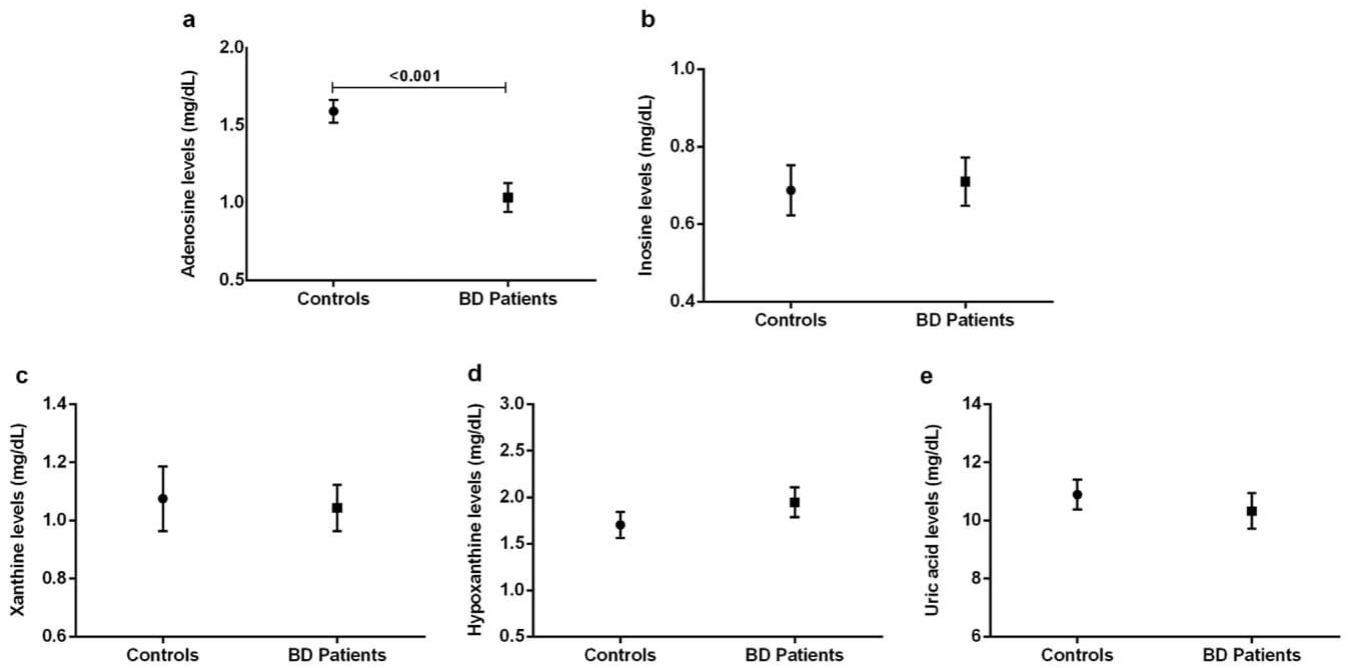 a
Adenosine levels (mg/dL)
2.0
1.5
1.0
0.5
<0.001
Controls
BD Patients
b
Inosine levels (mg/dL)
1.0
0.8
0.6
0.4
Controls
BD Patients
c
Xanthine levels (mg/dL)
1.4
1.2
1.0
0.8
0.6
Controls
BD Patients
d
Hypoxanthine levels (mg/dL)
3.0
2.5
2.0
1.5
1.0
0.5
Controls
BD Patients
e
Uric acid levels (mg/dL)
14
12
10
8
6
Controls
BD Patients